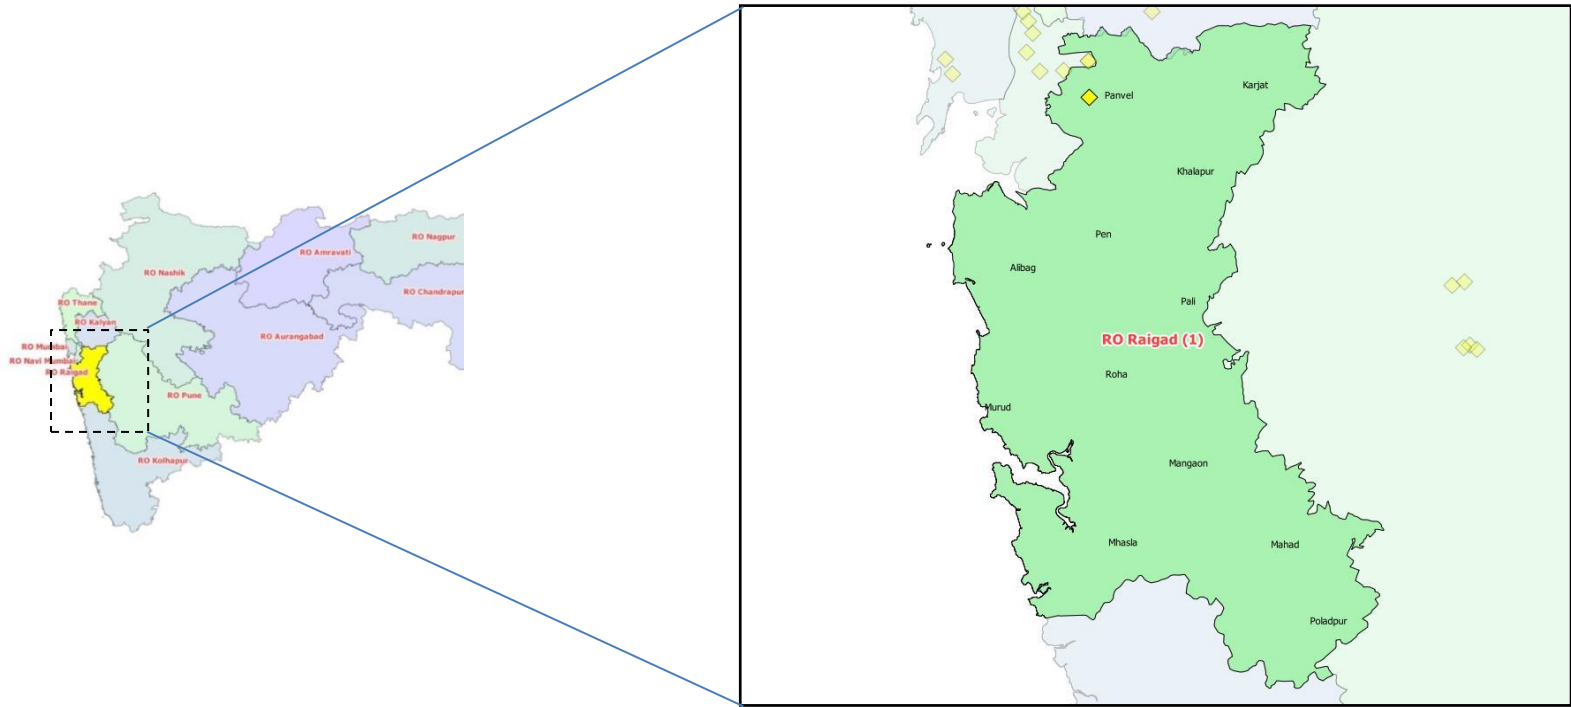 RO Nagpur
RO Amravati
RO Nashik
RO Chandrapur
RO Thane
RO Kalyan
RO Aurangabad
RO Mumbai
RO Navi Mumbai
RO Raigad
RO Pune
RO Kolhapur
Karjat
Panvel
Khalapur
Pen
Alibag
Pali
RO Raigad (1)
Roha
Murud
Mangaon
Mhasla
Mahad
Poladpur